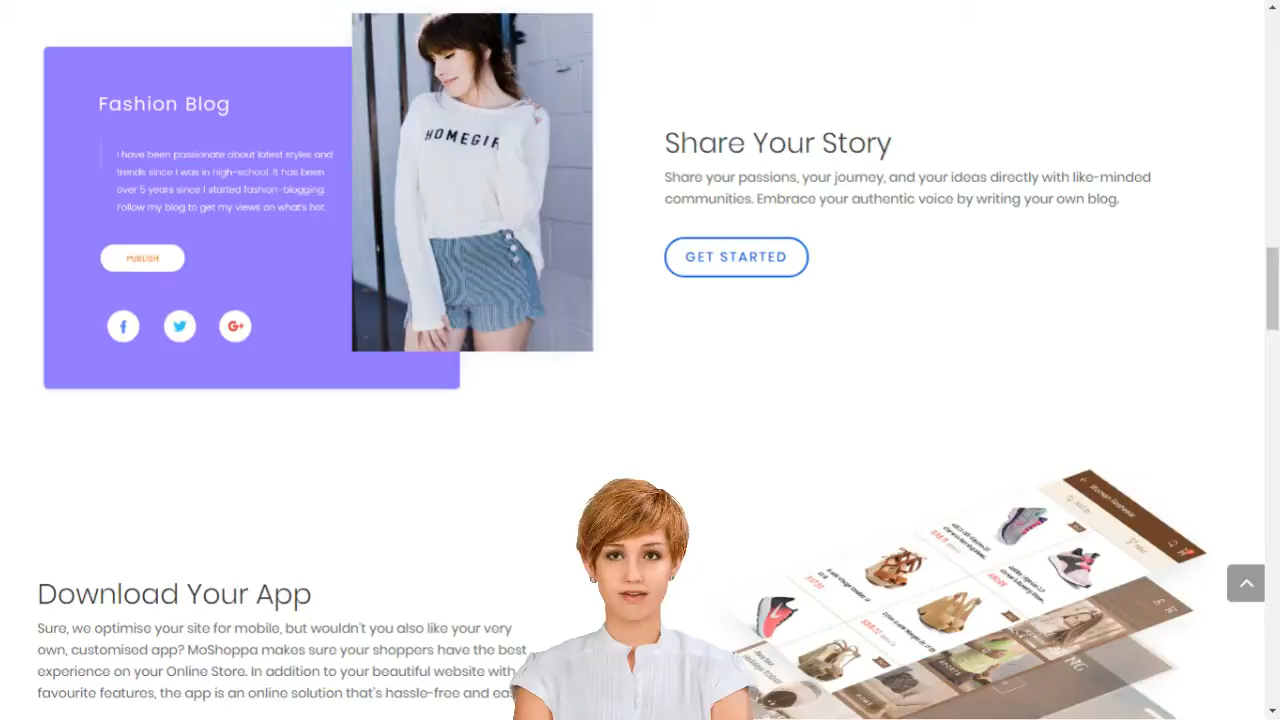 Fashion Blog
I have been passionate about latest styles and
trends since I was in high-school. It has been
over 5 years since I started fashion-blogging.
Follow my blog to get my views on what's hot.
PUBLISH
HOMEGIR
Share Your Story
Share your passions, your journey, and your ideas directly with like-minded
communities. Embrace your authentic voice by writing your own blog.
GET STARTED
Download Your App
Sure, we optimise your site for mobile, but wouldn't you also like your very
own, customised app? MoShoppa makes sure your shoppers have the best
experience on your Online Store. In addition to your beautiful website with
favourite features, the app is an online solution that's hassle-free and
Women Footwear